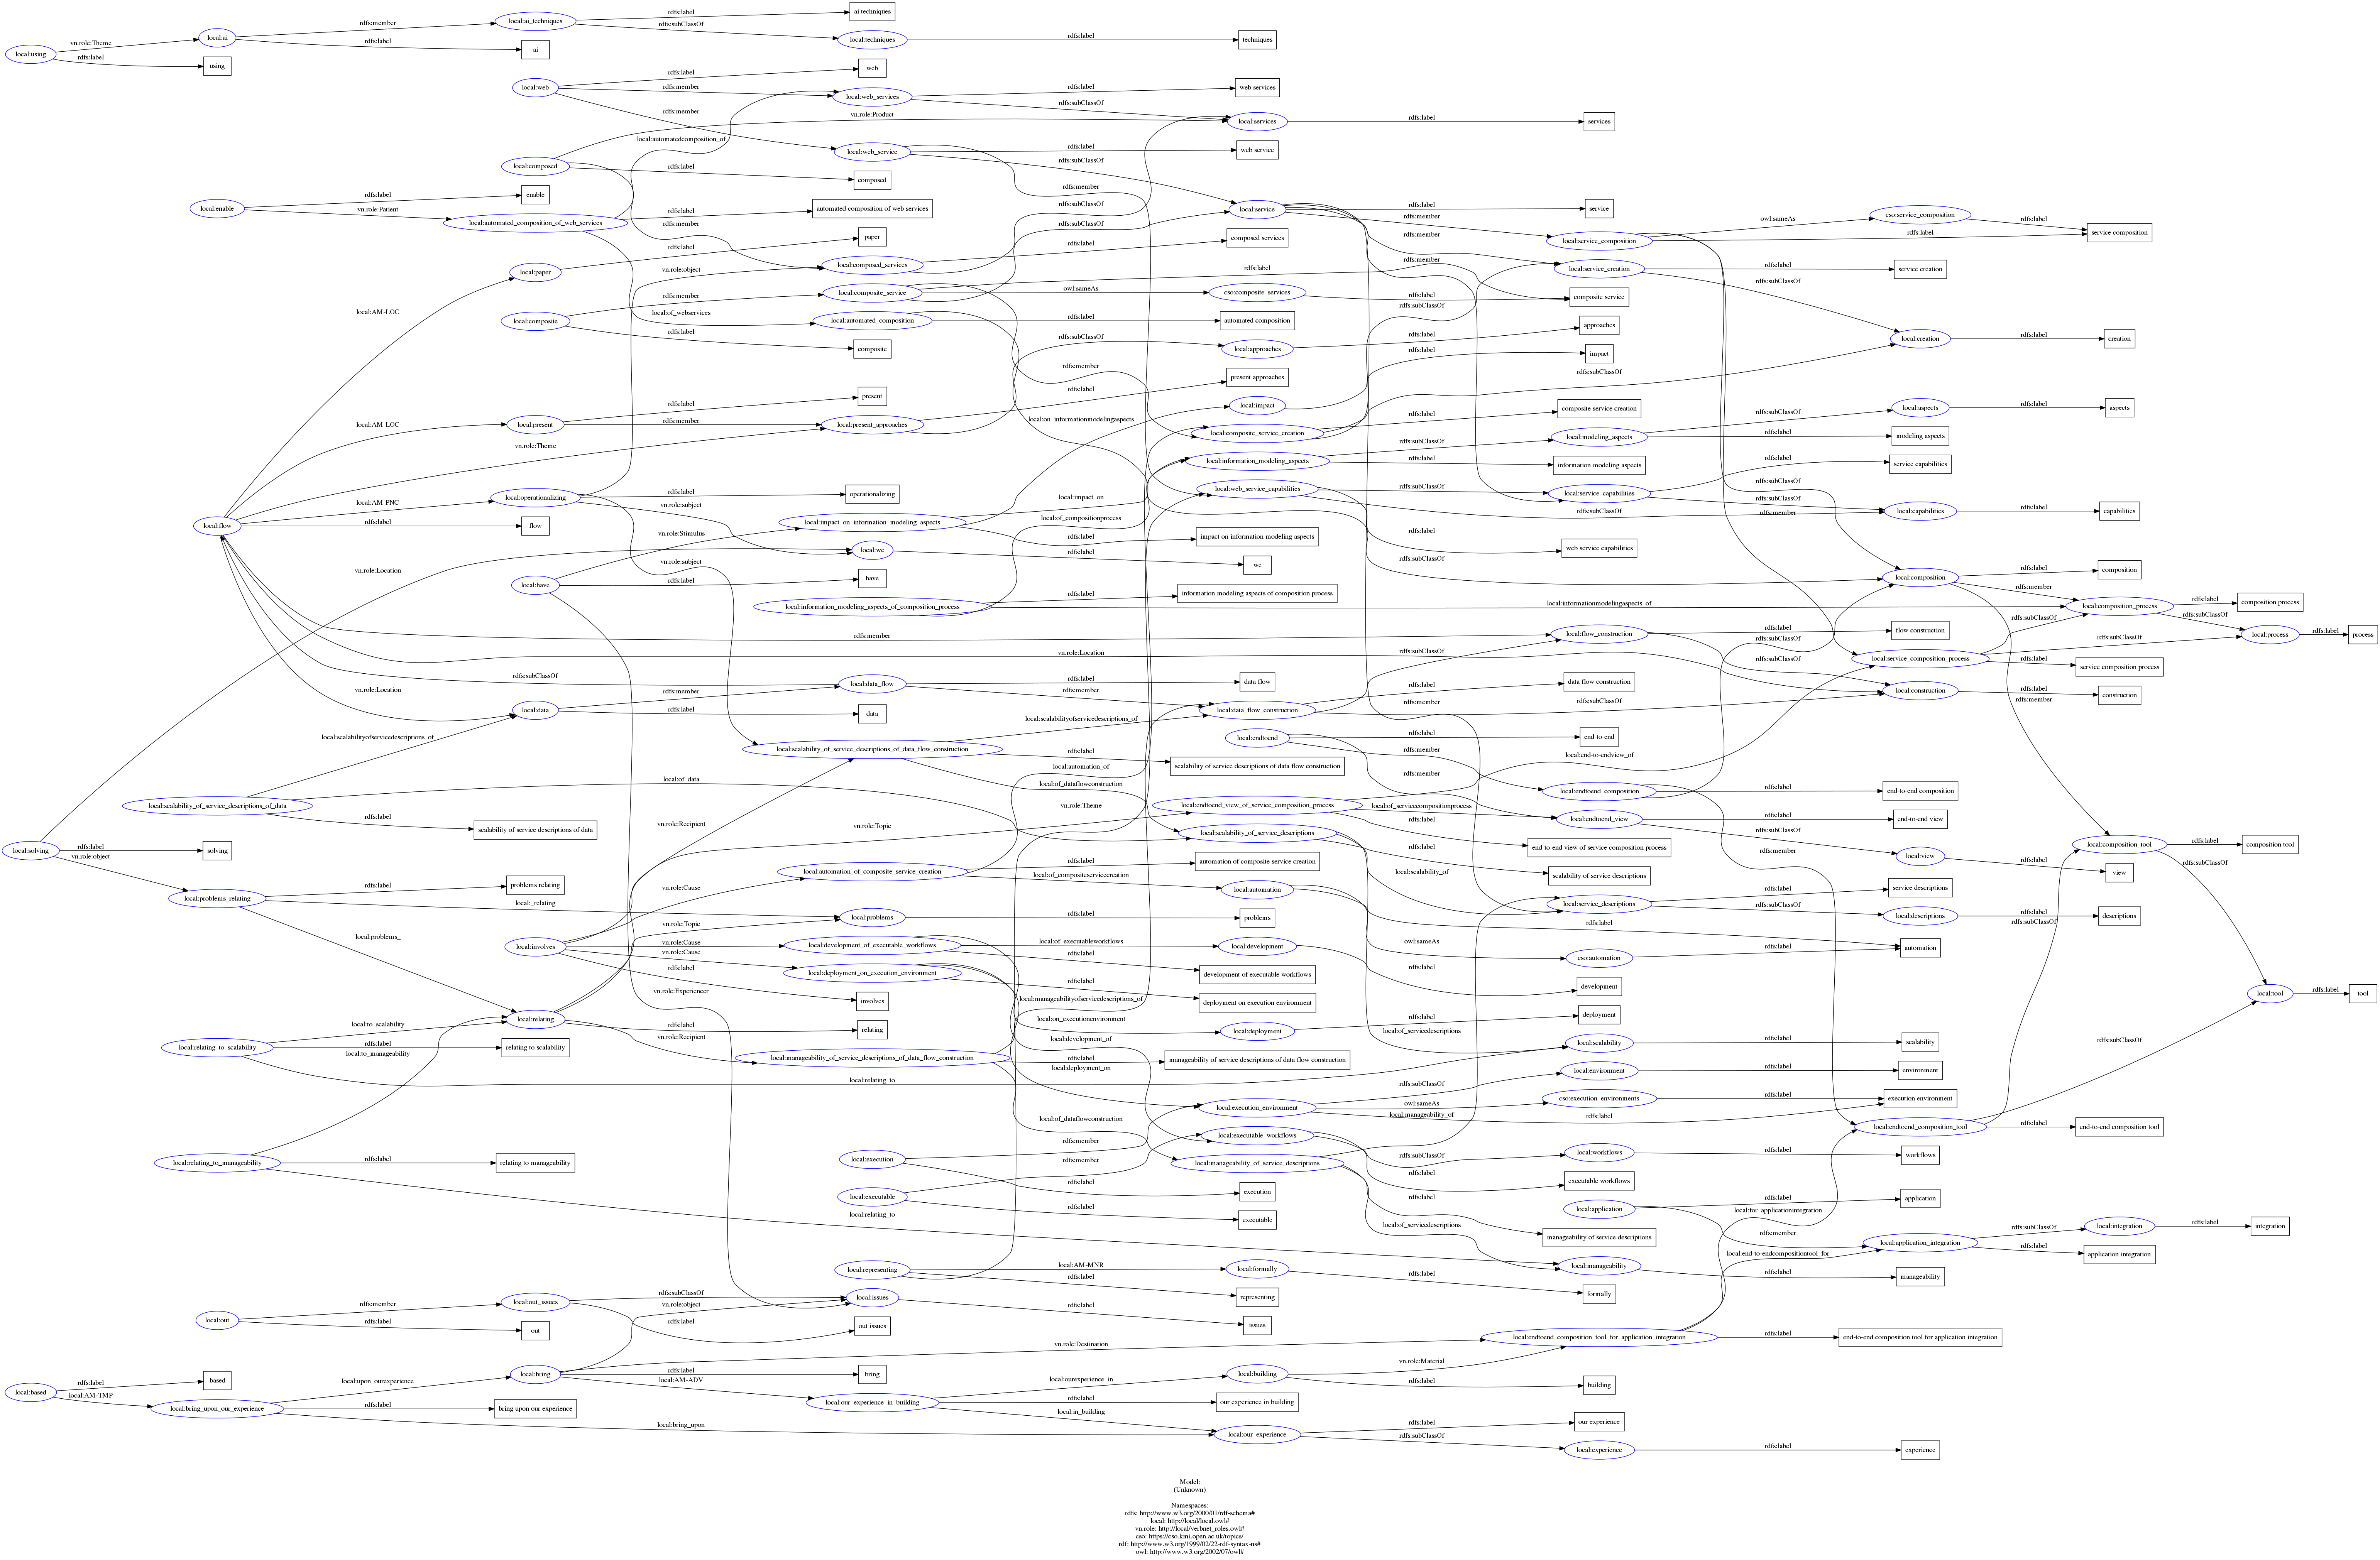 local:using
vn.role:Theme
rdfs:label
local:ai
using
rdfs:member
rdfs:label
local:ai_techniques
ai
rdfs:label
rdfs:subClassOf
ai techniques
local:techniques
rdfs:label
techniques
local:web
rdfs:label
rdfs:member
rdfs:member
web
local:web_services
rdfs:label
rdfs:subClassOf
web services
local:services
rdfs:label
services
local:automatedcomposition_of
vn.role:Product
local:composed
rdfs:label
rdfs:member
composed
local:web_service
rdfs:label
rdfs:subClassOf
rdfs:member
web service
local:enable
rdfs:label
vn.role:Patient
enable
local:automated_composition_of_web_services
rdfs:label
automated composition of web services
local:service
rdfs:label
rdfs:member
rdfs:member
service
local:service_composition
owl:sameAs
rdfs:label
cso:service_composition
rdfs:label
service composition
local:paper
rdfs:label
paper
vn.role:object
local:composed_services
rdfs:subClassOf
rdfs:subClassOf
rdfs:label
composed services
local:service_creation
rdfs:label
rdfs:subClassOf
service creation
local:composite
rdfs:member
rdfs:label
composite
local:composite_service
rdfs:label
owl:sameAs
rdfs:member
cso:composite_services
rdfs:label
composite service
local:of_webservices
local:automated_composition
rdfs:label
automated composition
rdfs:subClassOf
local:AM-LOC
rdfs:subClassOf
local:approaches
rdfs:label
approaches
rdfs:label
impact
local:creation
rdfs:label
creation
rdfs:member
rdfs:subClassOf
local:present
rdfs:label
rdfs:member
present
local:present_approaches
rdfs:label
present approaches
local:impact
local:AM-LOC
vn.role:Theme
local:on_informationmodelingaspects
local:composite_service_creation
rdfs:label
composite service creation
local:modeling_aspects
rdfs:subClassOf
rdfs:label
local:aspects
rdfs:label
aspects
modeling aspects
local:information_modeling_aspects
rdfs:subClassOf
rdfs:label
information modeling aspects
local:web_service_capabilities
rdfs:subClassOf
rdfs:subClassOf
rdfs:label
web service capabilities
local:service_capabilities
rdfs:label
rdfs:subClassOf
service capabilities
local:capabilities
rdfs:label
capabilities
rdfs:subClassOf
rdfs:member
local:flow
local:AM-PNC
rdfs:label
flow
local:operationalizing
rdfs:label
vn.role:subject
operationalizing
local:impact_on
local:impact_on_information_modeling_aspects
rdfs:label
impact on information modeling aspects
local:of_compositionprocess
vn.role:Stimulus
vn.role:Location
local:we
rdfs:label
we
vn.role:subject
local:have
rdfs:label
have
local:information_modeling_aspects_of_composition_process
rdfs:label
information modeling aspects of composition process
local:informationmodelingaspects_of
rdfs:subClassOf
local:composition
rdfs:label
rdfs:member
composition
local:composition_process
rdfs:label
rdfs:subClassOf
composition process
local:process
rdfs:label
process
rdfs:member
local:flow_construction
rdfs:label
rdfs:subClassOf
rdfs:subClassOf
flow construction
local:service_composition_process
rdfs:subClassOf
rdfs:subClassOf
rdfs:label
service composition process
vn.role:Location
rdfs:subClassOf
rdfs:subClassOf
vn.role:Location
local:data
rdfs:member
rdfs:label
data
local:data_flow
rdfs:label
rdfs:member
data flow
local:data_flow_construction
rdfs:label
rdfs:member
rdfs:subClassOf
data flow construction
local:construction
rdfs:label
construction
rdfs:member
local:scalabilityofservicedescriptions_of
local:scalabilityofservicedescriptions_of
local:scalability_of_service_descriptions_of_data_flow_construction
rdfs:label
scalability of service descriptions of data flow construction
local:endtoend
rdfs:label
rdfs:member
rdfs:member
end-to-end
local:end-to-endview_of
local:automation_of
local:of_dataflowconstruction
local:of_data
local:scalability_of_service_descriptions_of_data
rdfs:label
scalability of service descriptions of data
local:endtoend_composition
rdfs:label
rdfs:member
end-to-end composition
vn.role:Theme
local:endtoend_view_of_service_composition_process
local:of_servicecompositionprocess
rdfs:label
end-to-end view of service composition process
local:endtoend_view
rdfs:label
rdfs:subClassOf
end-to-end view
local:view
rdfs:label
view
vn.role:Recipient
vn.role:Topic
local:scalability_of_service_descriptions
rdfs:label
scalability of service descriptions
local:composition_tool
rdfs:label
rdfs:subClassOf
composition tool
local:solving
rdfs:label
vn.role:object
solving
local:problems_relating
rdfs:label
local:_relating
local:problems_
problems relating
vn.role:Cause
local:automation_of_composite_service_creation
rdfs:label
local:of_compositeservicecreation
automation of composite service creation
local:automation
local:scalability_of
local:service_descriptions
rdfs:label
rdfs:subClassOf
service descriptions
local:descriptions
rdfs:label
rdfs:subClassOf
descriptions
vn.role:Topic
local:problems
rdfs:label
problems
rdfs:label
owl:sameAs
cso:automation
rdfs:label
automation
local:involves
vn.role:Cause
vn.role:Cause
rdfs:label
involves
local:development_of_executable_workflows
local:of_executableworkflows
rdfs:label
development of executable workflows
local:development
rdfs:label
development
local:deployment_on_execution_environment
rdfs:label
deployment on execution environment
vn.role:Experiencer
local:manageabilityofservicedescriptions_of
local:on_executionenvironment
local:deployment
rdfs:label
deployment
local:tool
rdfs:label
tool
local:relating
rdfs:label
vn.role:Recipient
relating
local:to_scalability
local:relating_to_scalability
rdfs:label
local:to_manageability
relating to scalability
local:relating_to
local:manageability_of_service_descriptions_of_data_flow_construction
rdfs:label
manageability of service descriptions of data flow construction
local:development_of
local:deployment_on
local:of_servicedescriptions
local:scalability
rdfs:label
scalability
rdfs:subClassOf
local:environment
rdfs:label
environment
local:execution_environment
rdfs:subClassOf
owl:sameAs
local:manageability_of
rdfs:label
cso:execution_environments
rdfs:label
execution environment
local:of_dataflowconstruction
local:executable_workflows
rdfs:subClassOf
rdfs:label
local:workflows
rdfs:label
workflows
executable workflows
local:endtoend_composition_tool
rdfs:label
end-to-end composition tool
local:relating_to_manageability
rdfs:label
relating to manageability
local:relating_to
local:execution
rdfs:member
rdfs:label
execution
local:executable
rdfs:member
rdfs:label
executable
local:manageability_of_service_descriptions
rdfs:label
local:of_servicedescriptions
manageability of service descriptions
local:application
rdfs:label
rdfs:member
application
local:for_applicationintegration
local:end-to-endcompositiontool_for
local:application_integration
rdfs:subClassOf
rdfs:label
local:integration
rdfs:label
integration
application integration
local:manageability
rdfs:label
manageability
local:representing
local:AM-MNR
rdfs:label
representing
local:formally
rdfs:label
formally
local:out
rdfs:member
rdfs:label
out
local:out_issues
rdfs:subClassOf
rdfs:label
out issues
vn.role:object
local:issues
rdfs:label
issues
vn.role:Destination
local:endtoend_composition_tool_for_application_integration
rdfs:label
end-to-end composition tool for application integration
local:based
rdfs:label
local:AM-TMP
based
local:bring_upon_our_experience
local:upon_ourexperience
rdfs:label
bring upon our experience
local:bring_upon
local:bring
rdfs:label
local:AM-ADV
bring
local:our_experience_in_building
local:ourexperience_in
rdfs:label
local:in_building
our experience in building
local:building
vn.role:Material
rdfs:label
building
local:our_experience
rdfs:label
rdfs:subClassOf
our experience
local:experience
rdfs:label
experience
Model:
(Unknown)
Namespaces:
rdfs: http://www.w3.org/2000/01/rdf-schema#
local: http://local/local.owl#
vn.role: http://local/verbnet_roles.owl#
cso: https://cso.kmi.open.ac.uk/topics/
rdf: http://www.w3.org/1999/02/22-rdf-syntax-ns#
owl: http://www.w3.org/2002/07/owl#